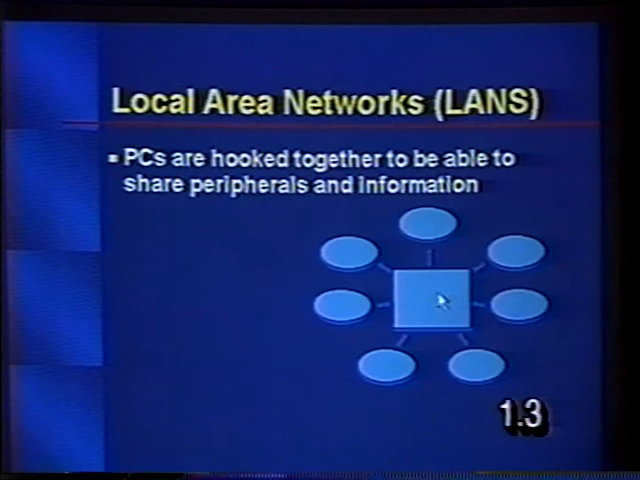 Local Area Networks (LANS)
▪ PCs are hooked together to be able to
share peripherals and information
1.3